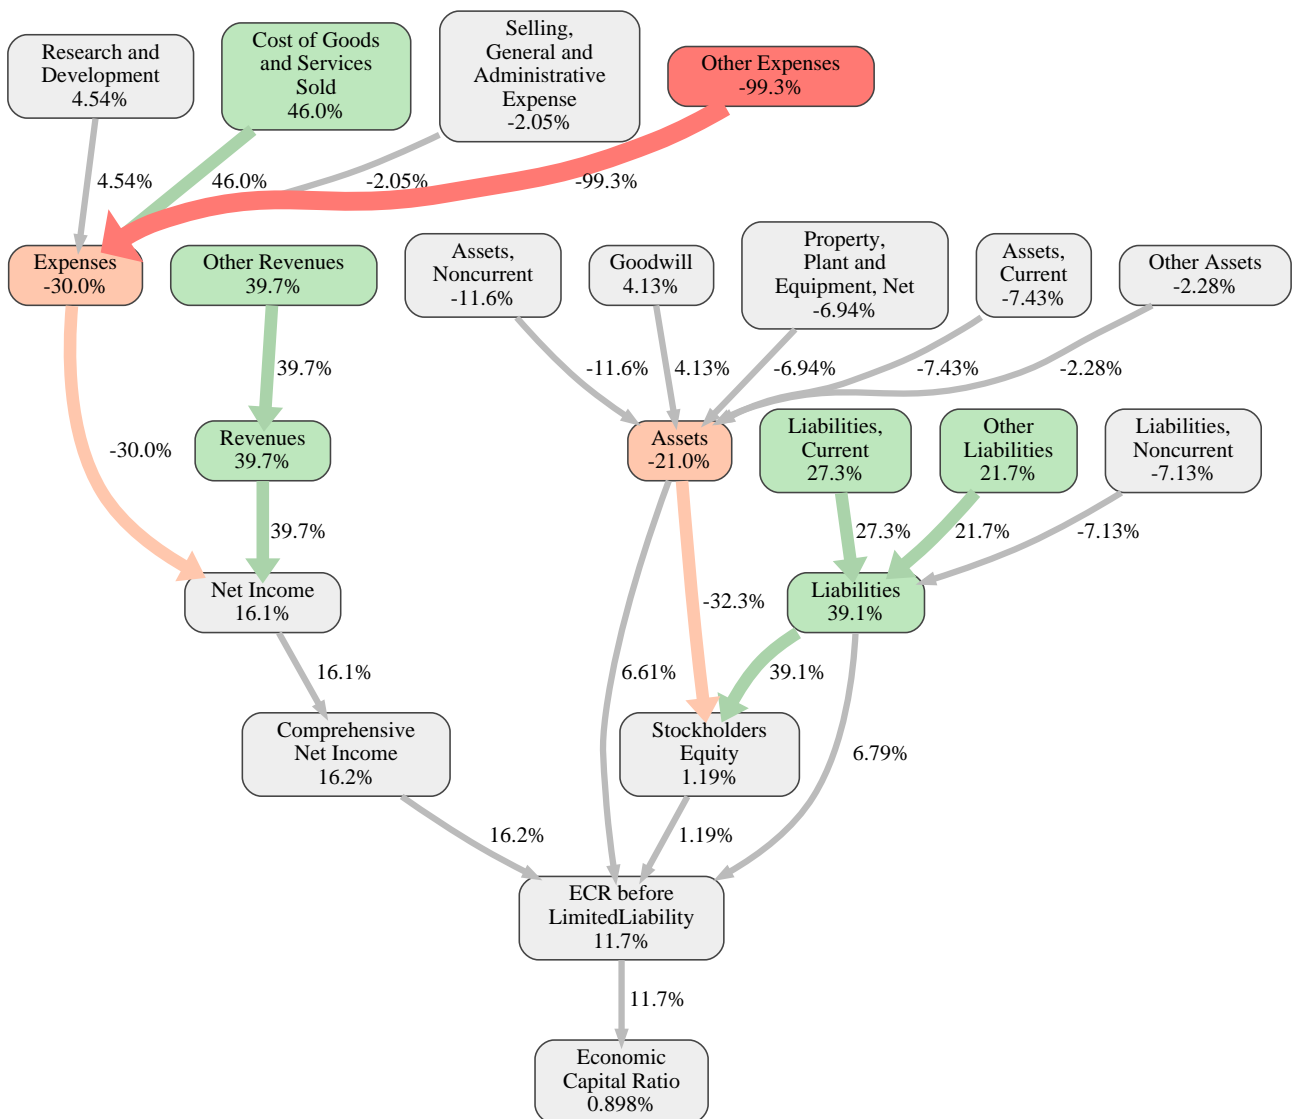 Research and
Development
4.54%
Cost of Goods
and Services
Sold
46.0%
Selling,
General and
Administrative
Expense
-2.05%
Other Expenses
-99.3%
4.54%
46.0%
-2.05%
-99.3%
Expenses
-30.0%
Other Revenues
39.7%
Assets,
Noncurrent
-11.6%
Goodwill
4.13%
Property,
Plant and
Equipment, Net
-6.94%
Assets,
Current
-7.43%
Other Assets
-2.28%
39.7%
-11.6%
4.13%
-6.94%
-7.43%
-2.28%
-30.0%
Revenues
39.7%
Assets
-21.0%
Liabilities,
Current
27.3%
Other
Liabilities
21.7%
Liabilities,
Noncurrent
-7.13%
39.7%
27.3%
21.7%
-7.13%
Net Income
16.1%
-32.3%
Liabilities
39.1%
16.1%
6.61%
39.1%
Comprehensive
Net Income
16.2%
Stockholders
Equity
1.19%
6.79%
16.2%
1.19%
ECR before
LimitedLiability
11.7%
11.7%
Economic
Capital Ratio
0.898%